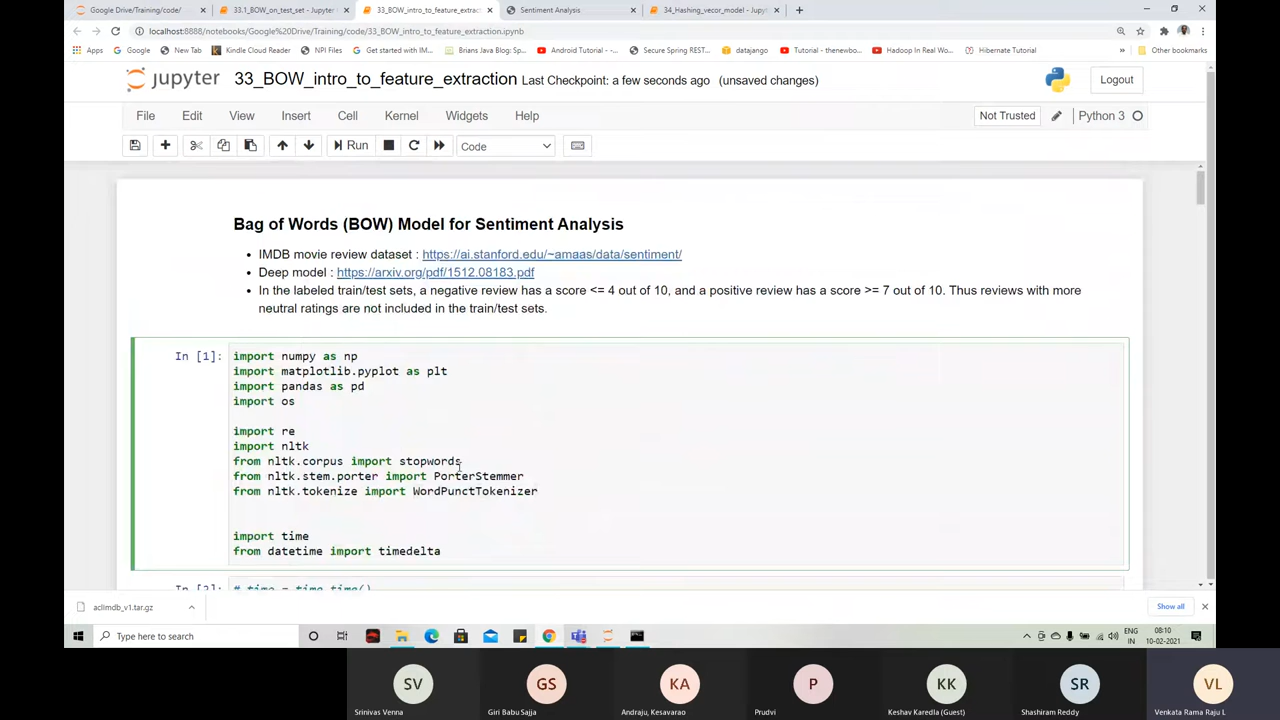 Google Drive/Training/code/
33.1_BOW_on_test_set - Jupyter
33_BOW_intro_to_feature_extract
Sentiment Analysis
34_Hashing_vecor_model - Jupyt
localhost:8888/notebooks/Google%20Drive/Training/code/33_BOW_intro_to_feature_extraction.ipynb
Apps
Google
New Tab
Kindle Cloud Reader
NPI Files
Get started with IM...
Brians Java Blog: Sp...
Android Tutorial - T...
Secure Spring REST...
datajango
Tutorial - thenewbo...
Hadoop In Real Wo...
Hibernate Tutorial
»
Other bookmarks
jupyter 33_BOW_intro_to_feature_extraction Last Checkpoint: a few seconds ago (unsaved changes)
Logout
File Edit View Insert Cell Kernel Widgets Help
Not Trusted
Python 3
Run
Code
Bag of Words (BOW) Model for Sentiment Analysis
• IMDB movie review dataset : https://ai.stanford.edu/~amaas/data/sentiment/
• Deep model : https://arxiv.org/pdf/1512.08183.pdf
• In the labeled train/test sets, a negative review has a score <= 4 out of 10, and a positive review has a score >= 7 out of 10. Thus reviews with more
neutral ratings are not included in the train/test sets.
In [1]:
import numpy as np
import matplotlib.pyplot as plt
import pandas as pd
import os
import re
import nltk
from nltk.corpus import stopwords
from nltk.stem.porter import PorterStemmer
from nltk.tokenize import WordPunctTokenizer
import time
from datetime import timedelta
In [2]:
# time = time.time()
aclImdb_v1.tar.gz
Show all
Type here to search
ENG
IN
08:10
10-02-2021
SV
GS
KA
P
KK
SR
VL
Srinivas Venna
Giri Babu Sajja
Andraju, Kesavarao
Prudvi
Keshav Karedla (Guest)
Shashiram Reddy
Venkata Rama Raju L